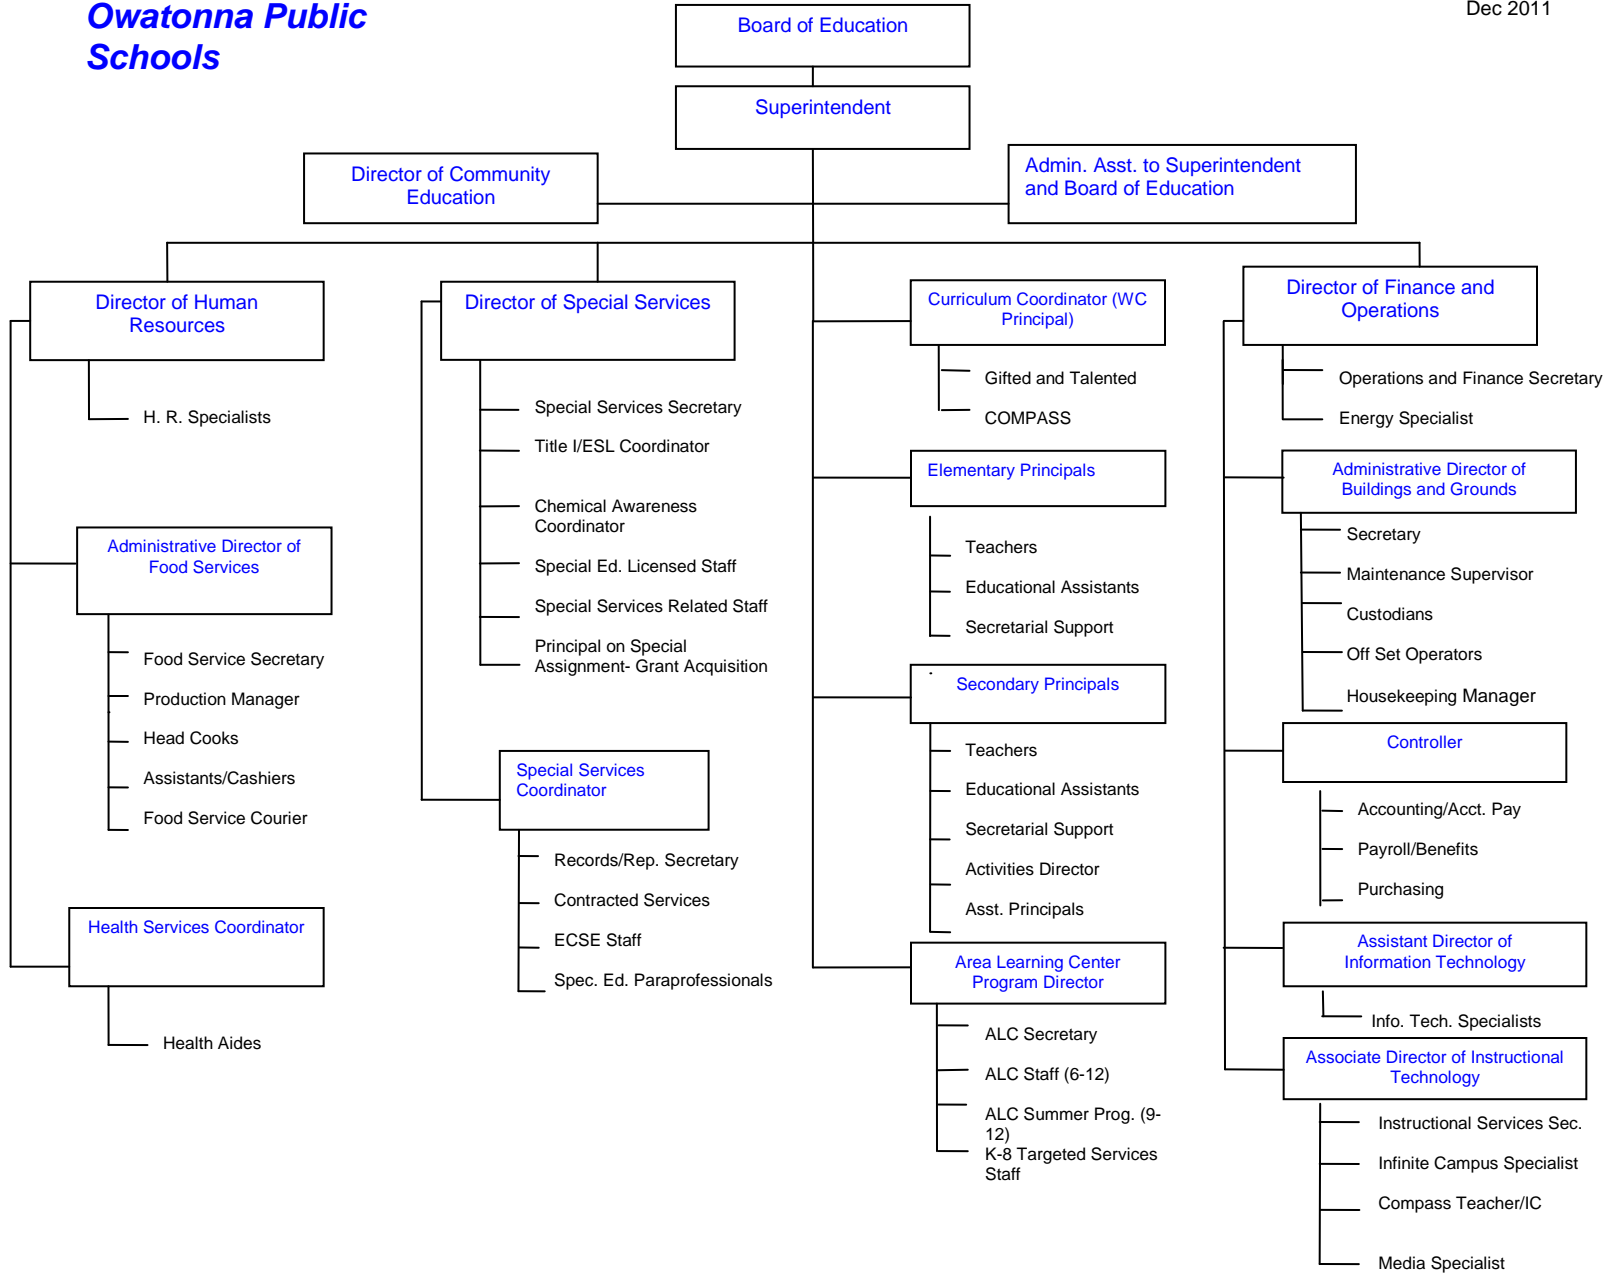 Owatonna Public
Schools
Dec 2011
Board of Education
Superintendent
Director of Community
Education
Admin. Asst. to Superintendent
and Board of Education
Director of Human
Resources
H. R. Specialists
Administrative Director of
Food Services
Food Service Secretary
Production Manager
Head Cooks
Assistants/Cashiers
Food Service Courier
Health Services Coordinator
Health Aides
Director of Special Services
Special Services Secretary
Title I/ESL Coordinator
Chemical Awareness
Coordinator
Special Ed. Licensed Staff
Special Services Related Staff
Principal on Special
Assignment- Grant Acquisition
Special Services
Coordinator
Records/Rep. Secretary
Contracted Services
ECSE Staff
Spec. Ed. Paraprofessionals
Curriculum Coordinator (WC
Principal)
Gifted and Talented
COMPASS
Elementary Principals
Teachers
Educational Assistants
Secretarial Support
Secondary Principals
Teachers
Educational Assistants
Secretarial Support
Activities Director
Asst. Principals
Area Learning Center
Program Director
ALC Secretary
ALC Staff (6-12)
ALC Summer Prog. (9-
12)
K-8 Targeted Services
Staff
Director of Finance and
Operations
Operations and Finance Secretary
Energy Specialist
Administrative Director of
Buildings and Grounds
Secretary
Maintenance Supervisor
Custodians
Off Set Operators
Housekeeping Manager
Controller
Accounting/Acct. Pay
Payroll/Benefits
Purchasing
Assistant Director of
Information Technology
Info. Tech. Specialists
Associate Director of Instructional
Technology
Instructional Services Sec.
Infinite Campus Specialist
Compass Teacher/IC
Media Specialist